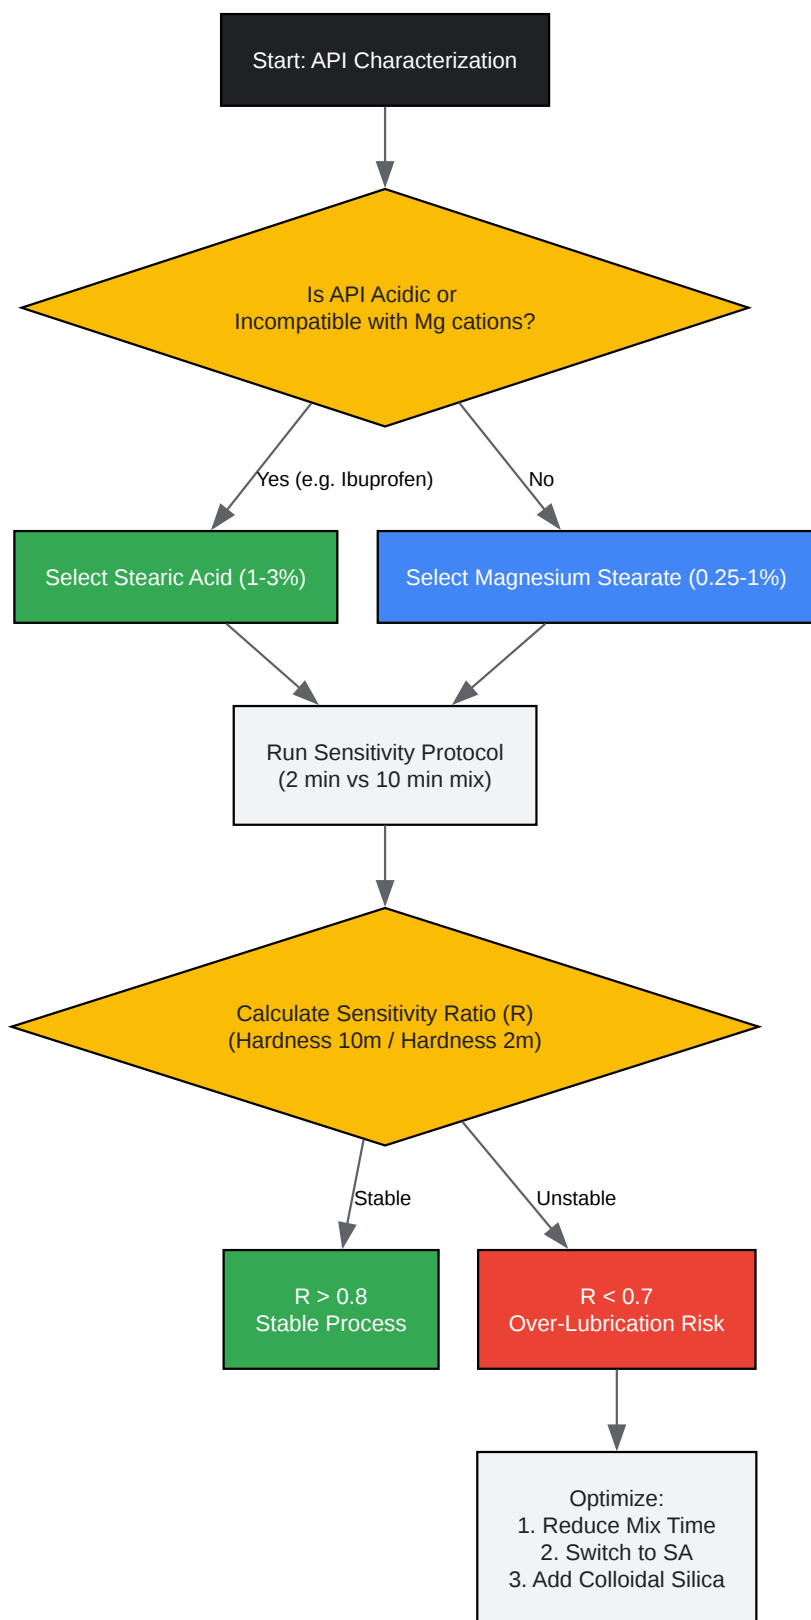 Start: API Characterization
Is API Acidic or
Incompatible with Mg cations?
Yes (e.g. Ibuprofen)
No
Select Stearic Acid (1-3%)
Select Magnesium Stearate (0.25-1%)
Run Sensitivity Protocol
(2 min vs 10 min mix)
Calculate Sensitivity Ratio (R)
(Hardness 10m / Hardness 2m)
Stable
Unstable
R > 0.8
Stable Process
R < 0.7
Over-Lubrication Risk
Optimize:
1. Reduce Mix Time
2. Switch to SA
3. Add Colloidal Silica